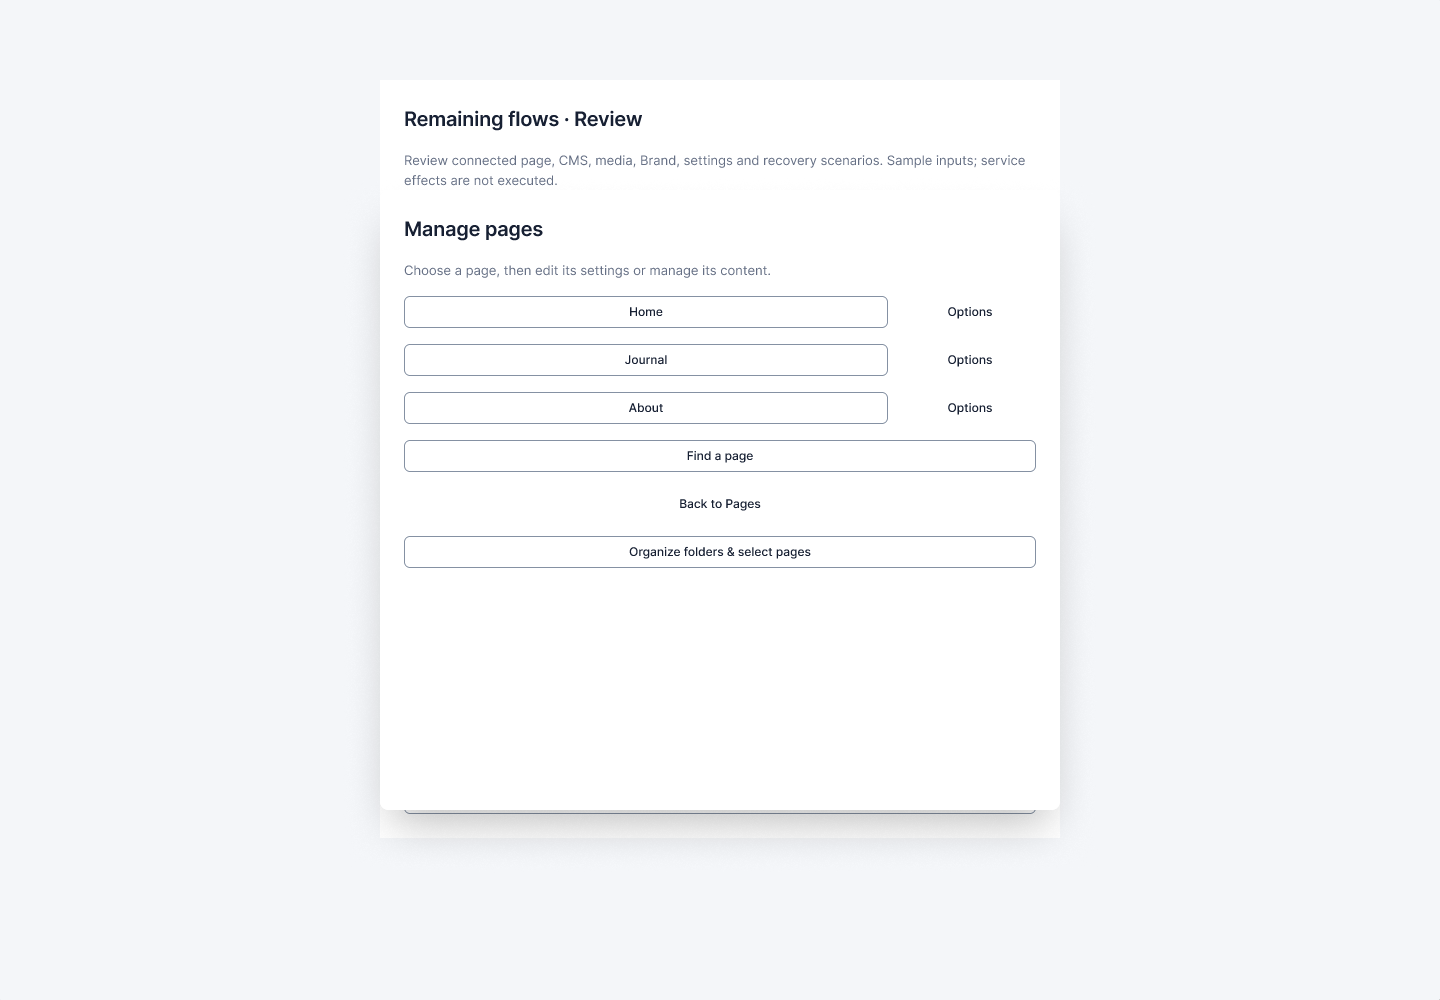 Remaining flows · Review
Review connected page, CMS, media, Brand, settings and recovery scenarios. Sample inputs; service
effects are not executed.
Manage pages
Choose a page, then edit its settings or manage its content.
Home
Options
Journal
Options
About
Options
Find a page
Back to Pages
Organize folders & select pages